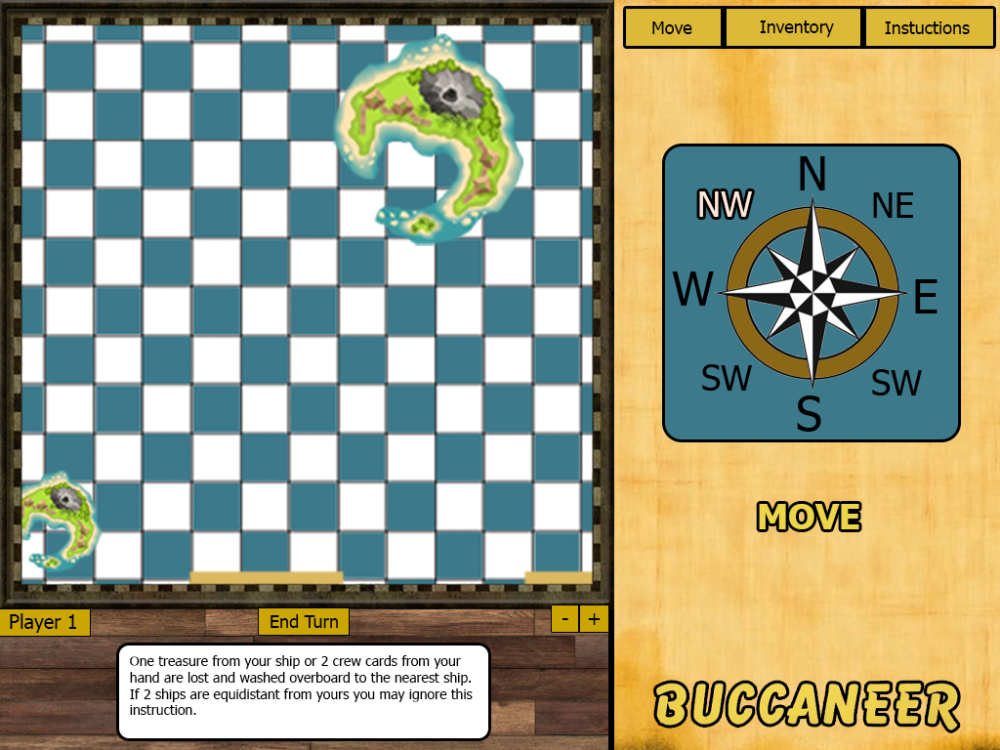 Move
Inventory
Instuctions
N
NW
NE
W
E
SW
SW
S
MOVE
Player 1
End Turn
-
+
One treasure from your ship or 2 crew cards from your
hand are lost and washed overboard to the nearest ship.
If 2 ships are equidistant from yours you may ignore this
instruction.
BUCCANEER